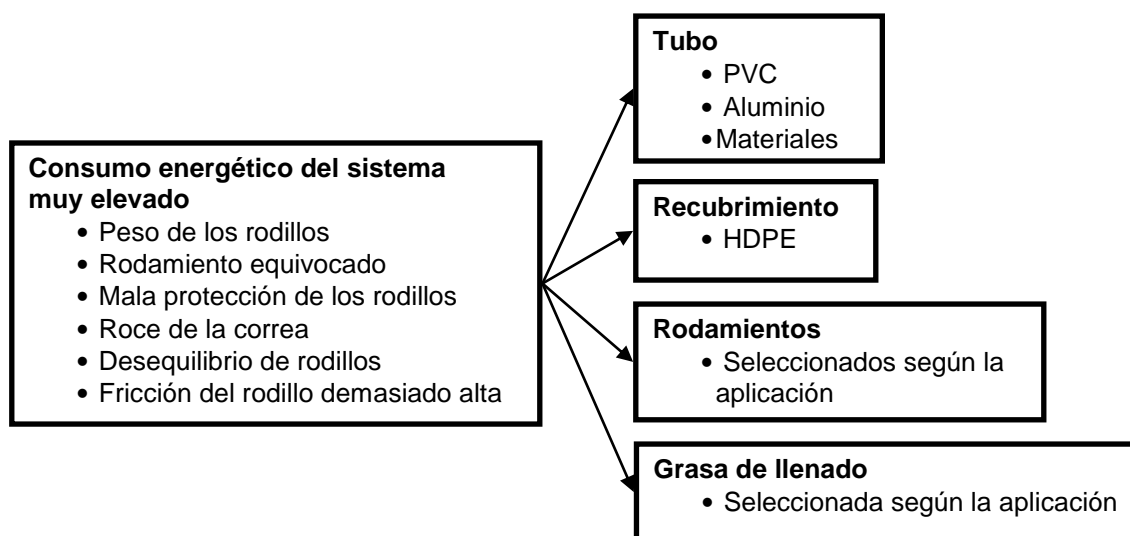 Consumo energético del sistema
muy elevado
• Peso de los rodillos
• Rodamiento equivocado
• Mala protección de los rodillos
• Roce de la correa
• Desequilibrio de rodillos
• Fricción del rodillo demasiado alta
Tubo
• PVC
• Aluminio
•Materiales
Recubrimiento
• HDPE
Rodamientos
• Seleccionados según la
aplicación
Grasa de llenado
• Seleccionada según la aplicación